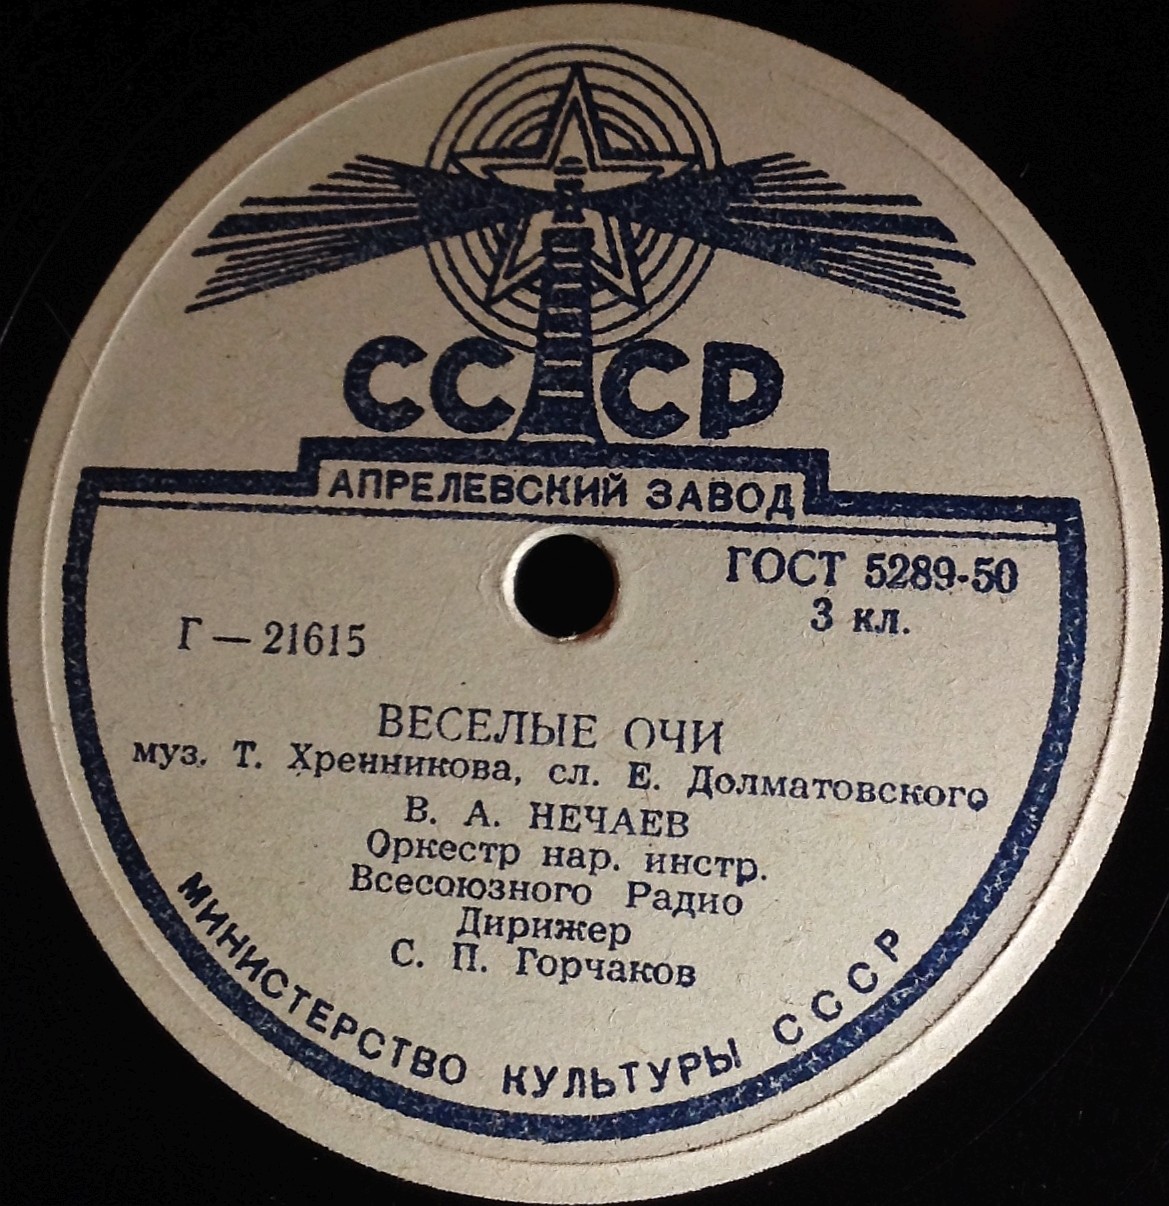 СССР
АПРЕЛЕВСКИЙ ЗАВОД
ГОСТ 5289-50
3 кл.
Г — 21615
ВЕСЕЛЫЕ ОЧИ
муз. Т. Хренникова, сл. Е. Долматовского
В. А. НЕЧАЕВ
Оркестр нар. инстр.
Всесоюзного Радио
Дирижер
С. П. Горчаков
МИНИСТЕРСТВО КУЛЬТУРЫ СССР